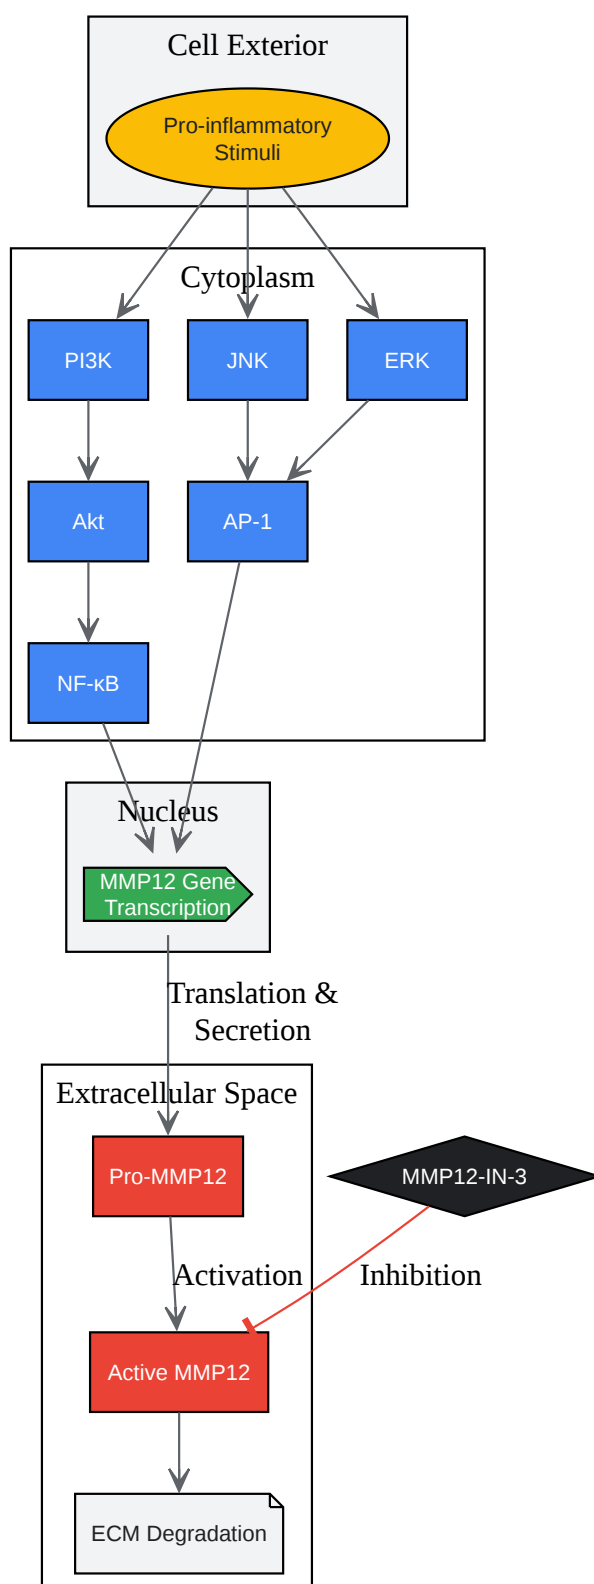 Cell Exterior
Pro-inflammatory
Stimuli
Cytoplasm
PI3K
JNK
ERK
Akt
AP-1
NF-κB
Nucleus
MMP12 Gene
Transcription
Translation &
Secretion
Extracellular Space
Pro-MMP12
MMP12-IN-3
Activation
Inhibition
Active MMP12
ECM Degradation